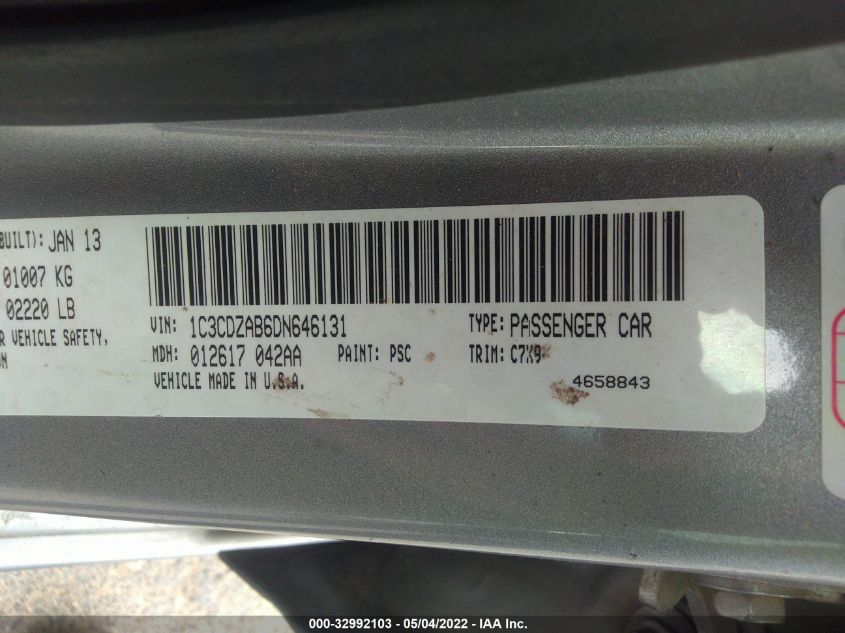 BUILT): JAN 13
01007 KG
02220 LB
VEHICLE SAFETY,
VIN: 1C3CDZAB6DN646131 TYPE: PASSENGER CAR
MDH: 012617 042AA PAINT: PSC TRIM: C7X9
VEHICLE MADE IN U.S.A. 4658843
000-32992103 - 05/04/2022 - IAA Inc.